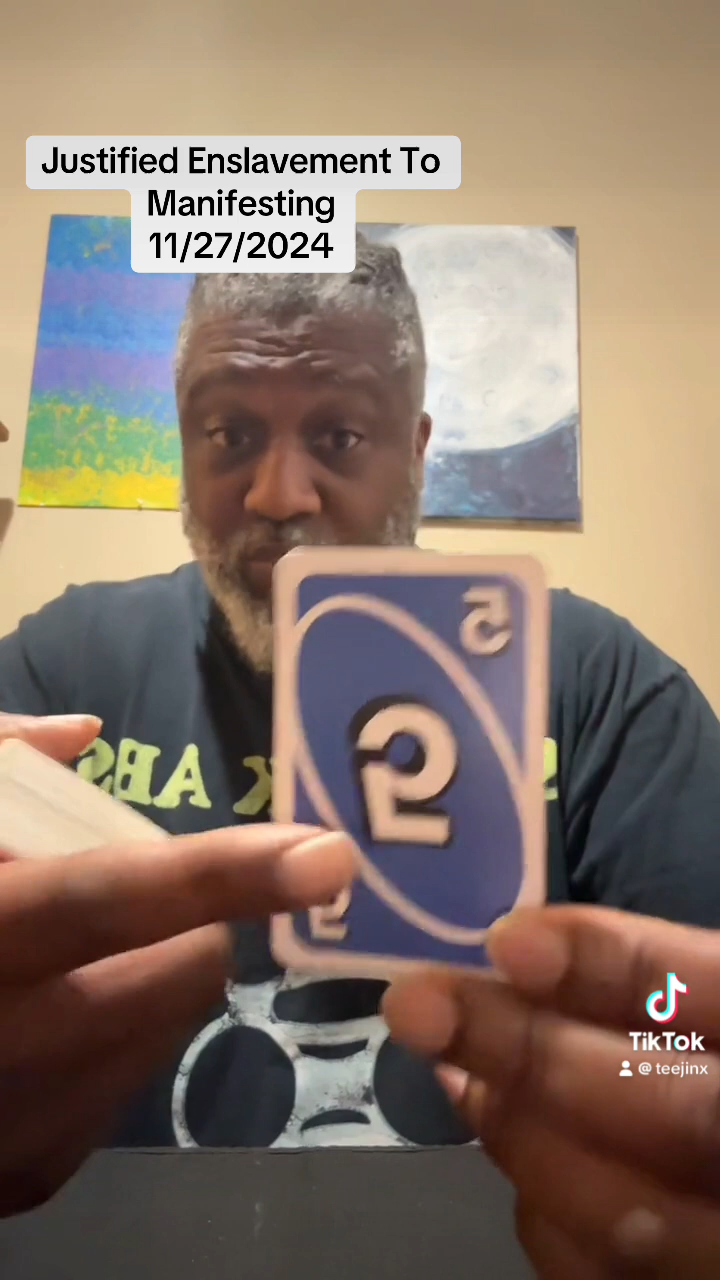 Justified Enslavement To
Manifesting
11/27/2024
5
5
5
TikTok
@teejinx